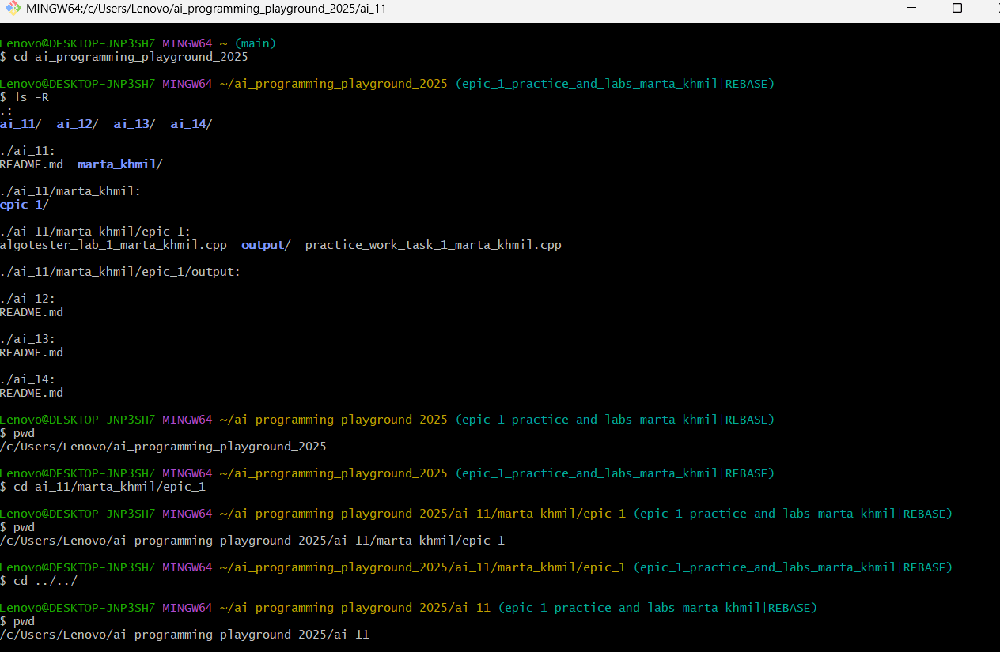 MINGW64:/c/Users/Lenovo/ai_programming_playground_2025/ai_11
Lenovo@DESKTOP-JNP3SH7 MINGW64 ~ (main)
$ cd ai_programming_playground_2025
Lenovo@DESKTOP-JNP3SH7 MINGW64 ~/ai_programming_playground_2025 (epic_1_practice_and_labs_marta_khmil|REBASE)
$ ls -R
.:
ai_11/  ai_12/  ai_13/  ai_14/
./ai_11:
README.md  marta_khmil/
./ai_11/marta_khmil:
epic_1/
./ai_11/marta_khmil/epic_1:
algotester_lab_1_marta_khmil.cpp  output/  practice_work_task_1_marta_khmil.cpp
./ai_11/marta_khmil/epic_1/output:
./ai_12:
README.md
./ai_13:
README.md
./ai_14:
README.md
Lenovo@DESKTOP-JNP3SH7 MINGW64 ~/ai_programming_playground_2025 (epic_1_practice_and_labs_marta_khmil|REBASE)
$ pwd
/c/Users/Lenovo/ai_programming_playground_2025
Lenovo@DESKTOP-JNP3SH7 MINGW64 ~/ai_programming_playground_2025 (epic_1_practice_and_labs_marta_khmil|REBASE)
$ cd ai_11/marta_khmil/epic_1
Lenovo@DESKTOP-JNP3SH7 MINGW64 ~/ai_programming_playground_2025/ai_11/marta_khmil/epic_1 (epic_1_practice_and_labs_marta_khmil|REBASE)
$ pwd
/c/Users/Lenovo/ai_programming_playground_2025/ai_11/marta_khmil/epic_1
Lenovo@DESKTOP-JNP3SH7 MINGW64 ~/ai_programming_playground_2025/ai_11/marta_khmil/epic_1 (epic_1_practice_and_labs_marta_khmil|REBASE)
$ cd ../../
Lenovo@DESKTOP-JNP3SH7 MINGW64 ~/ai_programming_playground_2025/ai_11 (epic_1_practice_and_labs_marta_khmil|REBASE)
$ pwd
/c/Users/Lenovo/ai_programming_playground_2025/ai_11